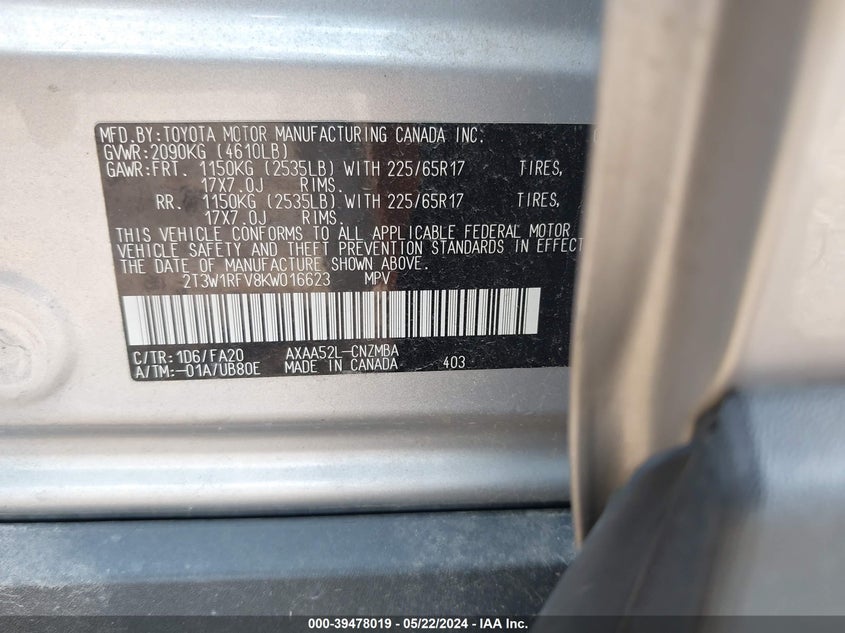 MFD.BY:TOYOTA MOTOR MANUFACTURING CANADA INC.
GVWR:2090KG (4610LB)
GAWR:FRT. 1150KG (2535LB) WITH 225/65R17 TIRES,
17X7.0J RIMS.
RR. 1150KG (2535LB) WITH 225/65R17 TIRES,
17X7.0J RIMS.
THIS VEHICLE CONFORMS TO ALL APPLICABLE FEDERAL MOTOR
VEHICLE SAFETY AND THEFT PREVENTION STANDARDS IN EFFECT
THE DATE OF MANUFACTURE SHOWN ABOVE.
2T3W1RFV8KW016623 MPV
C/TR:1D6/FA20 AXAA52L-CNZMBA
A/TM:-01A/UB80E MADE IN CANADA 403
000-39478019 - 05/22/2024 - IAA Inc.